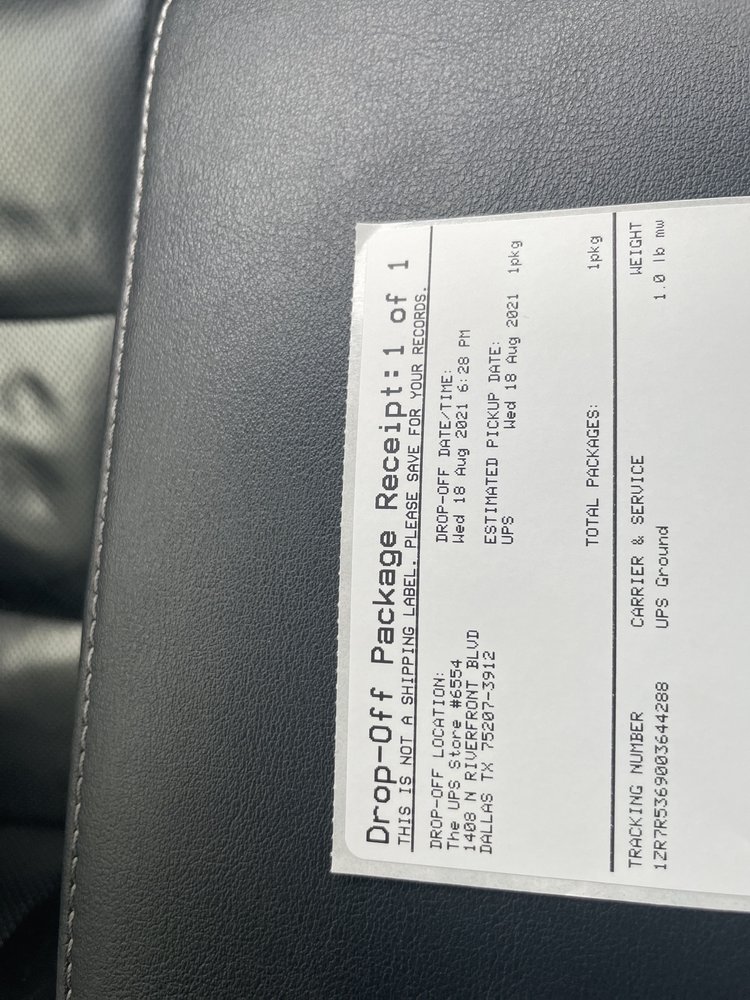 Drop-Off Package Receipt: 1 of 1
THIS IS NOT A SHIPPING LABEL. PLEASE SAVE FOR YOUR RECORDS.
DROP-OFF LOCATION:
The UPS Store #6554
1408 N RIVERFRONT BLVD
DALLAS TX 75207-3912
DROP-OFF DATE/TIME:
Wed 18 Aug 2021 6:28 PM
ESTIMATED PICKUP DATE:
UPS Wed 18 Aug 2021 1pkg
TOTAL PACKAGES: 1pkg
TRACKING NUMBER CARRIER & SERVICE WEIGHT
1ZR7R5369003644288 UPS Ground 1.0 lb mw